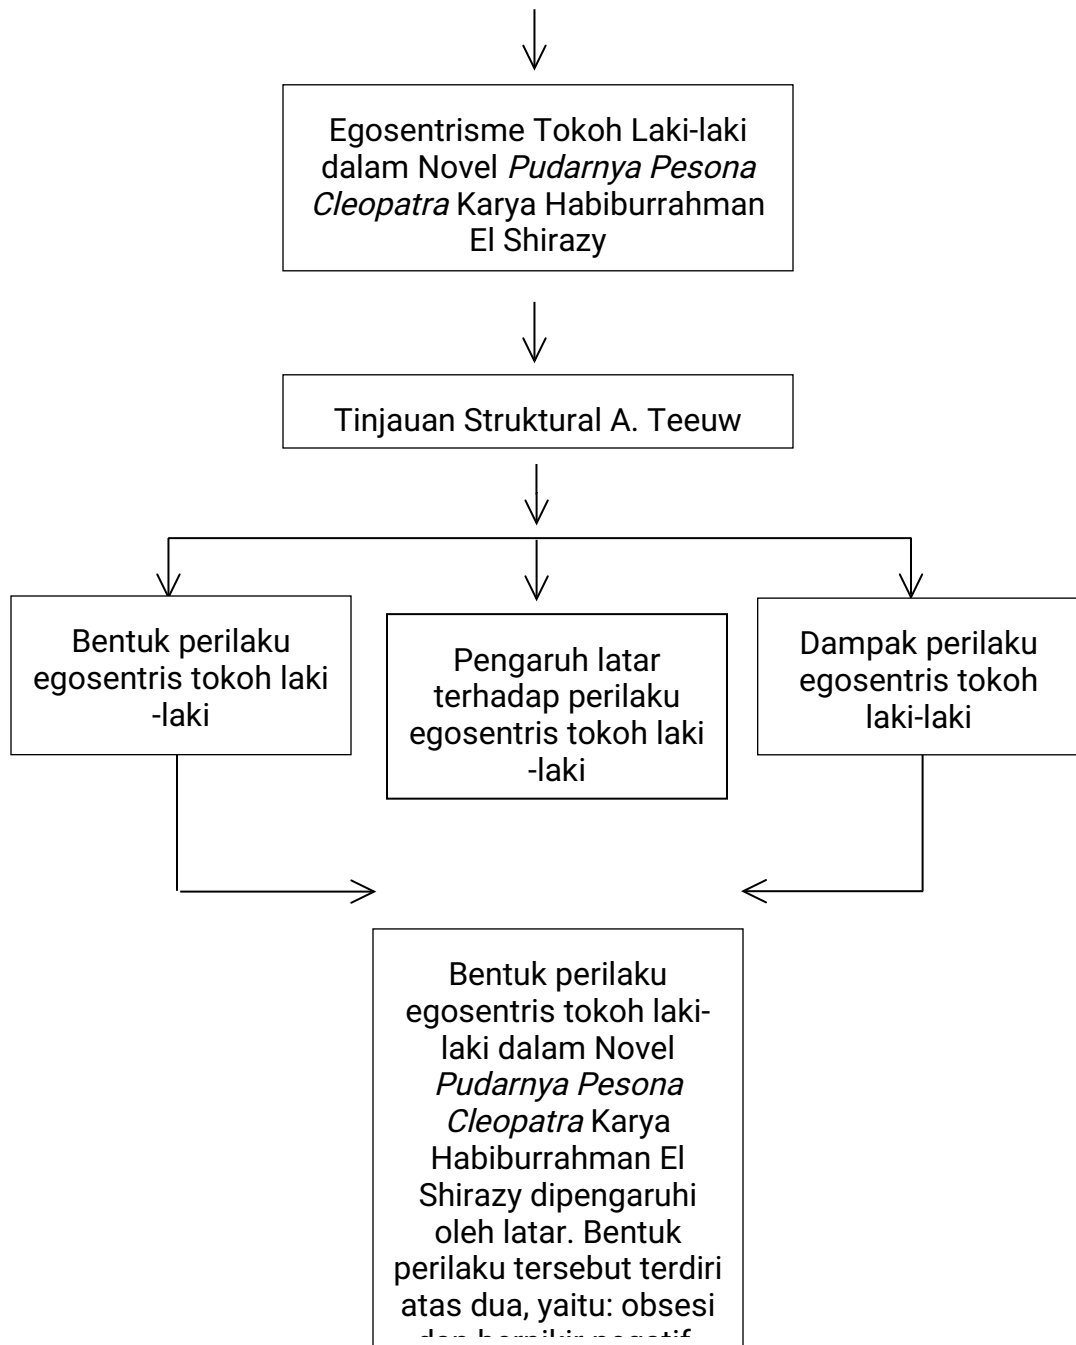 Egosentrisme Tokoh Laki-laki
dalam Novel Pudarnya Pesona
Cleopatra Karya Habiburrahman
El Shirazy
Tinjauan Struktural A. Teeuw
Bentuk perilaku
egosentris tokoh laki
-laki
Pengaruh latar
terhadap perilaku
egosentris tokoh laki
-laki
Dampak perilaku
egosentris tokoh
laki-laki
Bentuk perilaku
egosentris tokoh laki-
laki dalam Novel
Pudarnya Pesona
Cleopatra Karya
Habiburrahman El
Shirazy dipengaruhi
oleh latar. Bentuk
perilaku tersebut terdiri
atas dua, yaitu: obsesi
dan berpikir negatif.